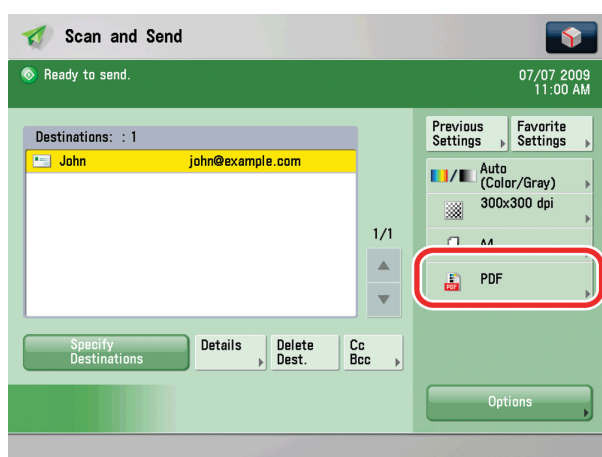 Scan and Send
Ready to send.
07/07 2009
11:00 AM
Destinations: : 1
John john@example.com
1/1
Specify
Destinations
Details
Delete
Dest.
Cc
Bcc
Previous
Settings
Favorite
Settings
Auto
(Color/Gray)
300x300 dpi
A4
PDF
PDF
Options